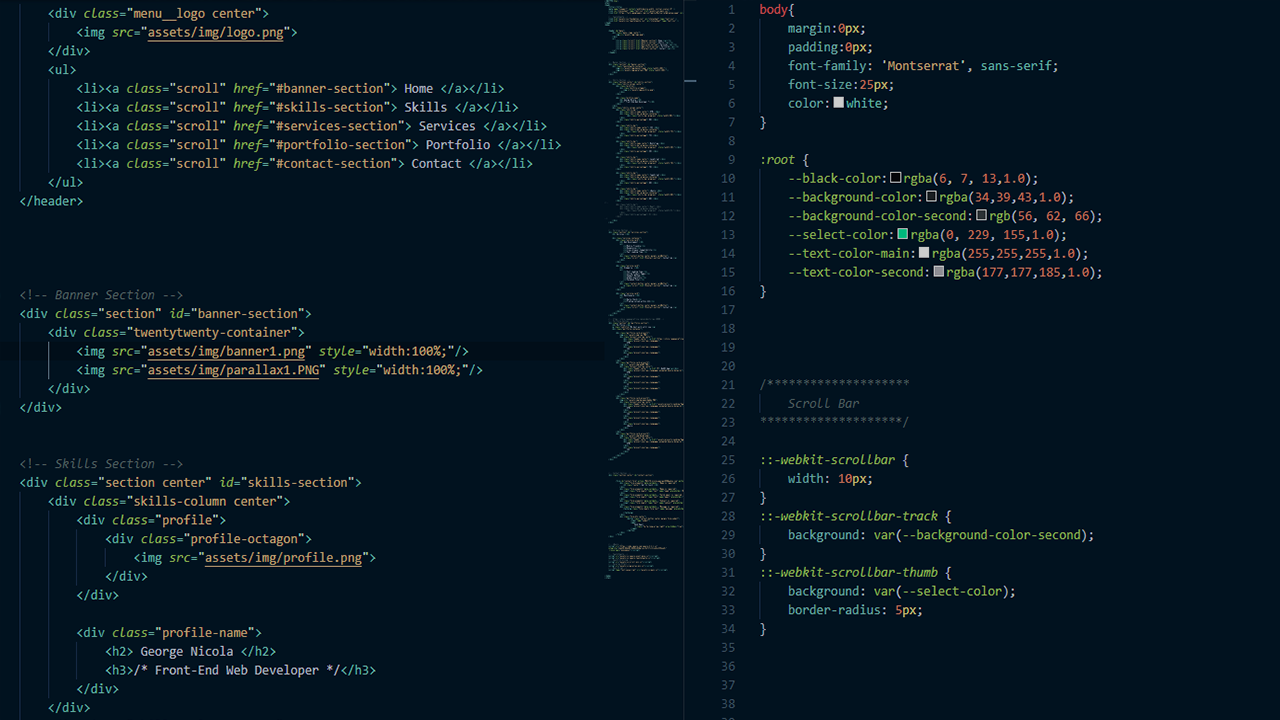 <div class="menu__logo center">
<img src="assets/img/logo.png">
</div>
<ul>
<li><a class="scroll" href="#banner-section"> Home </a></li>
<li><a class="scroll" href="#skills-section"> Skills </a></li>
<li><a class="scroll" href="#services-section"> Services </a></li>
<li><a class="scroll" href="#portfolio-section"> Portfolio </a></li>
<li><a class="scroll" href="#contact-section"> Contact </a></li>
</ul>
</header>
<!-- Banner Section -->
<div class="section" id="banner-section">
<div class="twentytwenty-container">
<img src="assets/img/banner1.png" style="width:100%;"/>
<img src="assets/img/parallax1.PNG" style="width:100%;"/>
</div>
</div>
<!-- Skills Section -->
<div class="section center" id="skills-section">
<div class="skills-column center">
<div class="profile">
<div class="profile-octagon">
<img src="assets/img/profile.png">
</div>
</div>
<div class="profile-name">
<h2> George Nicola </h2>
<h3>/* Front-End Web Developer */</h3>
</div>
</div>
1 body{
2 margin:0px;
3 padding:0px;
4 font-family: 'Montserrat', sans-serif;
5 font-size:25px;
6 color:white;
7 }
8
9 :root {
10 --black-color:rgba(6, 7, 13,1.0);
11 --background-color:rgba(34,39,43,1.0);
12 --background-color-second:rgb(56, 62, 66);
13 --select-color:rgba(0, 229, 155,1.0);
14 --text-color-main:rgba(255,255,255,1.0);
15 --text-color-second:rgba(177,177,185,1.0);
16 }
17
18
19
20
21 /********************
22 Scroll Bar
23 ********************/
24
25 ::-webkit-scrollbar {
26 width: 10px;
27 }
28 ::-webkit-scrollbar-track {
29 background: var(--background-color-second);
30 }
31 ::-webkit-scrollbar-thumb {
32 background: var(--select-color);
33 border-radius: 5px;
34 }
35
36
37
38